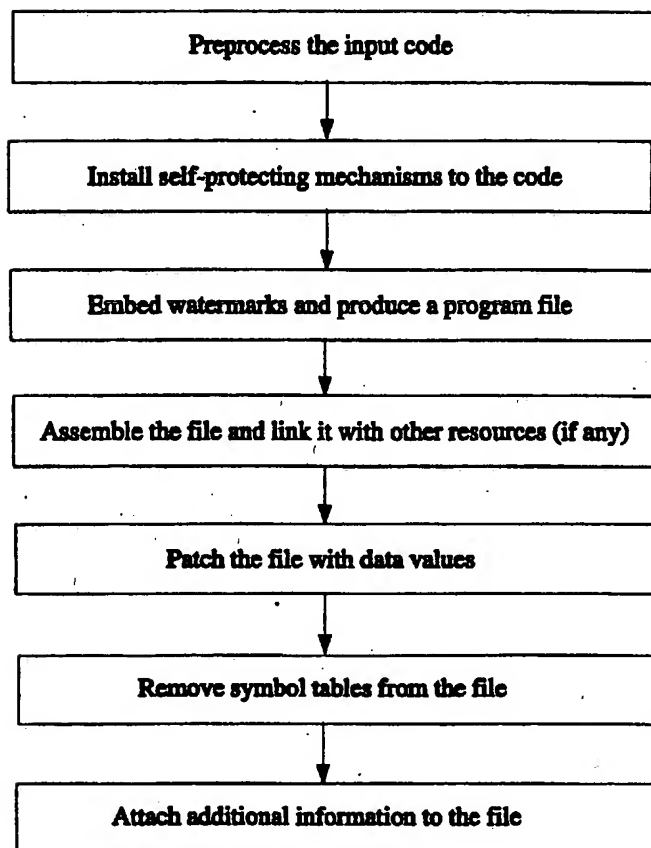 Preprocess the input code
Install self-protecting mechanisms to the code
Embed watermarks and produce a program file
Assemble the file and link it with other resources (if any)
Patch the file with data values
Remove symbol tables from the file
Attach additional information to the file